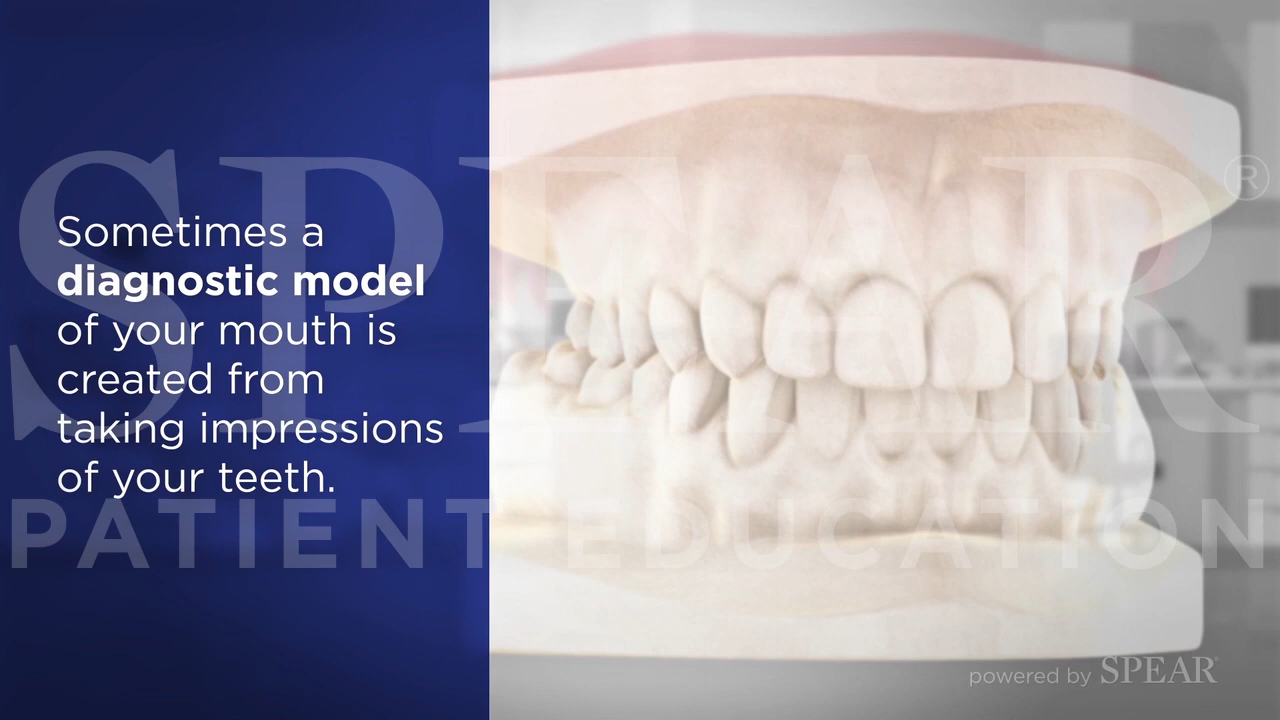 Sometimes a
diagnostic model
of your mouth is
created from
taking impressions
of your teeth.
SPEAR®
PATIENT EDUCATION
powered by SPEAR®